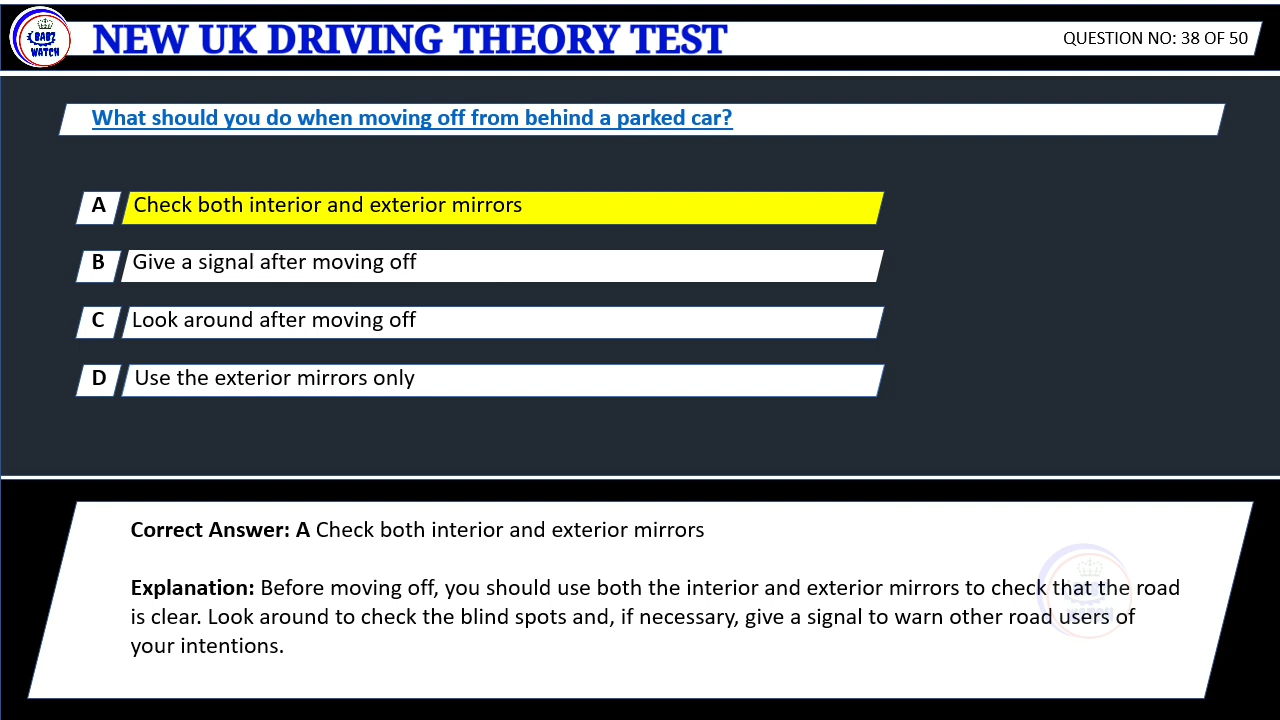 BABZ
WATCH
NEW UK DRIVING THEORY TEST
QUESTION NO: 38 OF 50
What should you do when moving off from behind a parked car?
A Check both interior and exterior mirrors
B Give a signal after moving off
C Look around after moving off
D Use the exterior mirrors only
Correct Answer: A Check both interior and exterior mirrors
Explanation: Before moving off, you should use both the interior and exterior mirrors to check that the road
is clear. Look around to check the blind spots and, if necessary, give a signal to warn other road users of
your intentions.